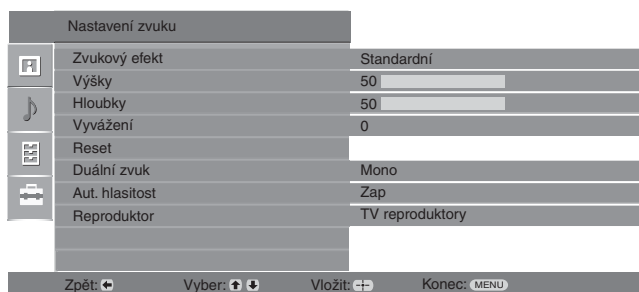 Nastavení zvuku
Zvukový efekt Standardní
Výšky 50
Hloubky 50
Vyvážení 0
Reset
Duální zvuk Mono
Aut. hlasitost Zap
Reproduktor TV reproduktory
Zpět: Vyber: Vložit: Konec: MENU